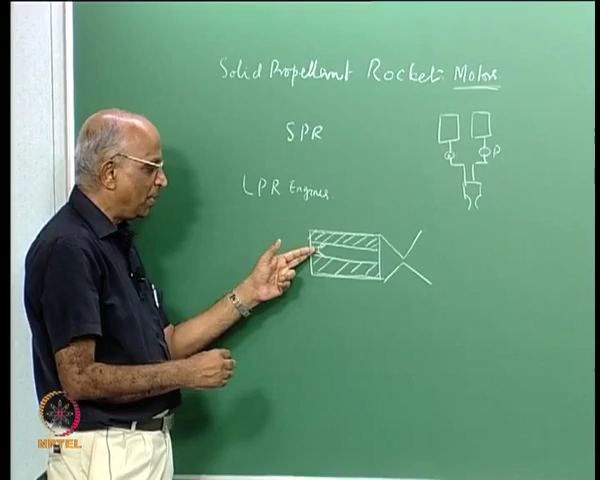 Solid Propellant Rocket: Motors
SPR
P
LPR Engines.
NPTEL